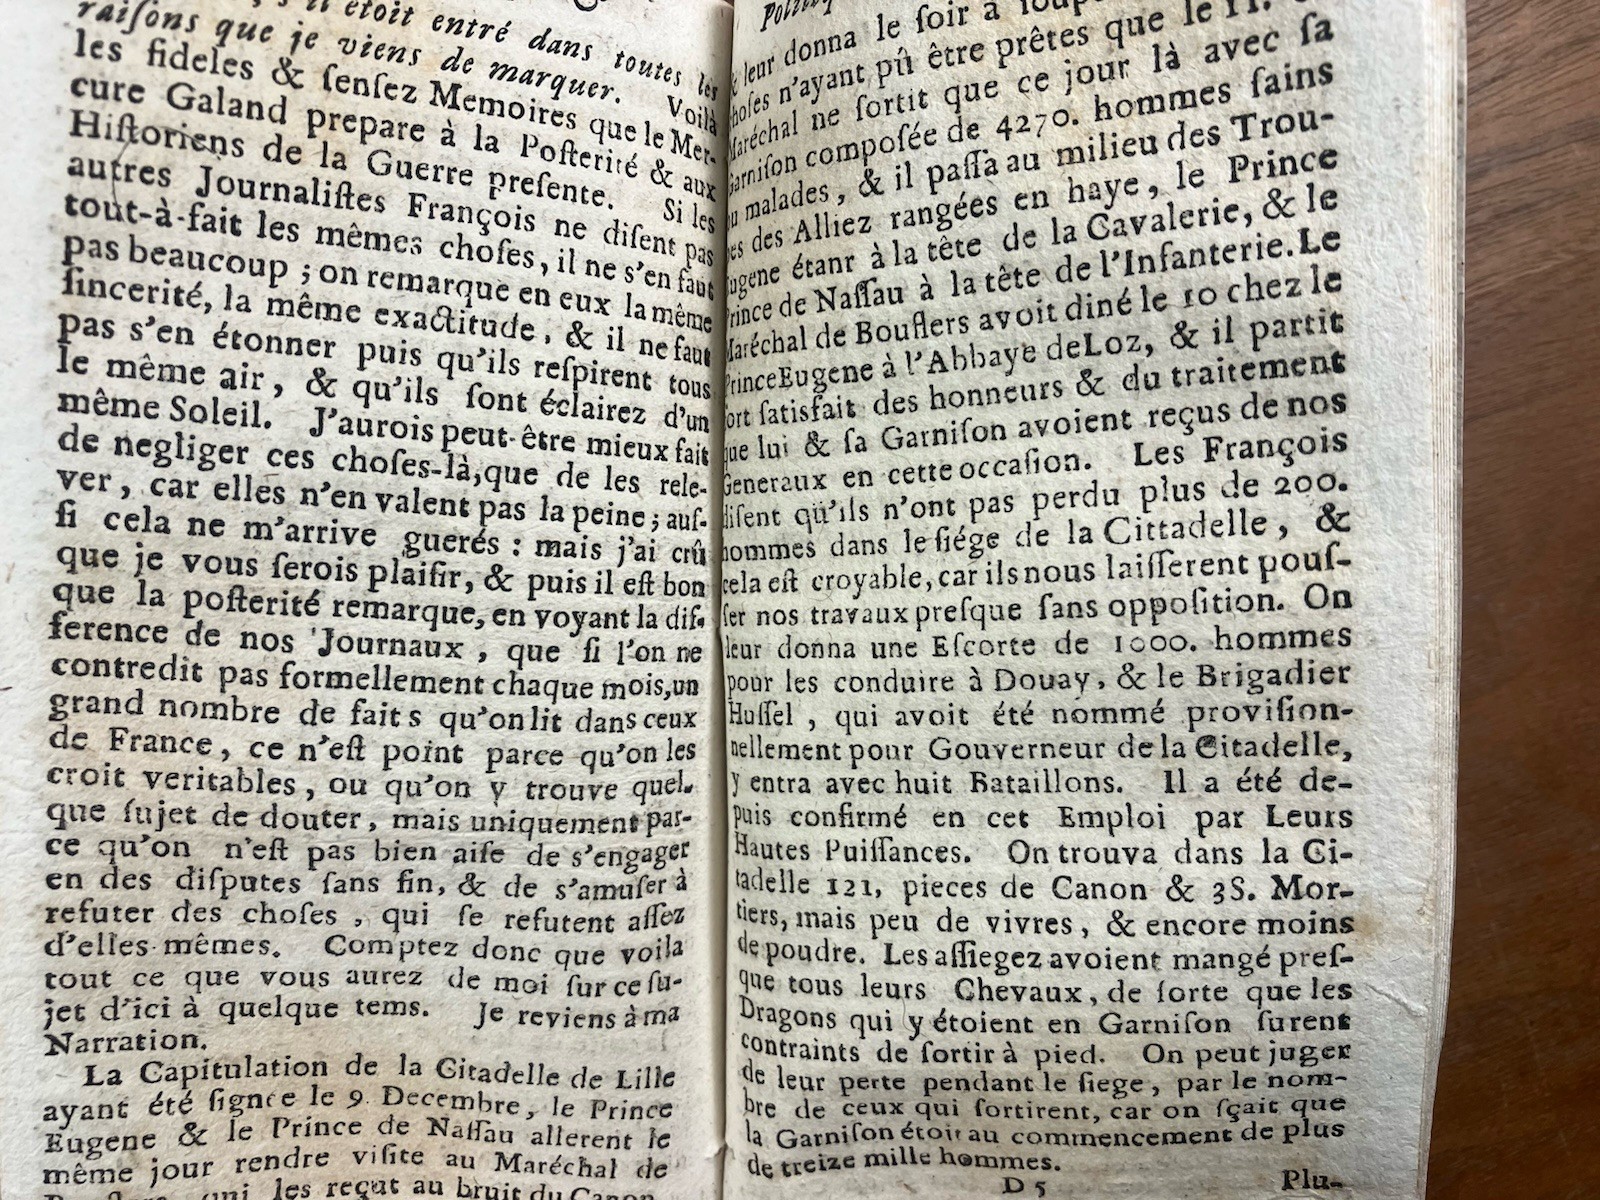 s'il étoit entré dans toutes les
raiſons que je viens de marquer. Voilà
les fideles & ſenſez Memoires que le Mer-
cure Galand prepare à la Poſterité & aux
Hiſtoriens de la Guerre preſente. Si les
autres Journaliſtes François ne diſent pas
tout-à-fait les mêmes choſes, il ne s'en faut
pas beaucoup ; on remarque en eux la même
ſincerité, la même exactitude, & il ne faut
pas s'en étonner puis qu'ils reſpirent tous
le même air, & qu'ils ſont éclairez d'un
même Soleil. J'aurois peut-être mieux fait
de negliger ces choſes-là, que de les rele-
ver, car elles n'en valent pas la peine; auſ-
ſi cela ne m'arrive guerés : mais j'ai crû
que je vous ſerois plaiſir, & puis il eſt bon
que la poſterité remarque, en voyant la dif-
ference de nos Journaux, que ſi l'on ne
contredit pas formellement chaque mois, un
grand nombre de faits qu'on lit dans ceux
de France, ce n'eſt point parce qu'on les
croit veritables, ou qu'on y trouve quel-
que ſujet de douter, mais uniquement par-
ce qu'on n'eſt pas bien aiſe de s'engager
en des diſputes ſans fin, & de s'amuſer à
refuter des choſes, qui ſe refutent aſſez
d'elles-mêmes. Comptez donc que voila
tout ce que vous aurez de moi ſur ce ſu-
jet d'ici à quelque tems. Je reviens à ma
Narration.
La Capitulation de la Citadelle de Lille
ayant été ſignée le 9. Decembre, le Prince
Eugene & le Prince de Naſſau allerent le
même jour rendre viſite au Maréchal de
qui les reçut au bruit du Canon
& leur donna le ſoir à
choſes n'ayant pû être prêtes que le 11.
Maréchal ne ſortit que ce jour là avec ſa
Garniſon compoſée de 4270. hommes ſains
ou malades, & il paſſa au milieu des Trou-
pes des Alliez rangées en haye, le Prince
Eugene étanr à la tête de la Cavalerie, & le
Prince de Naſſau à la tête de l'Infanterie. Le
Maréchal de Bouflers avoit diné le 10 chez le
Prince Eugene à l'Abbaye de Loz, & il partit
fort ſatisfait des honneurs & du traitement
que lui & ſa Garniſon avoient reçus de nos
Generaux en cette occaſion. Les François
diſent qu'ils n'ont pas perdu plus de 200.
hommes dans le ſiége de la Cittadelle, &
cela eſt croyable, car ils nous laiſſerent pouſ-
ſer nos travaux preſque ſans oppoſition. On
leur donna une Eſcorte de 1000. hommes
pour les conduire à Douay, & le Brigadier
Huſſel, qui avoit été nommé proviſion-
nellement pour Gouverneur de la Citadelle,
y entra avec huit Bataillons. Il a été de-
puis confirmé en cet Emploi par Leurs
Hautes Puiſſances. On trouva dans la Ci-
tadelle 121, pieces de Canon & 3S. Mor-
tiers, mais peu de vivres, & encore moins
de poudre. Les aſſiegez avoient mangé preſ-
que tous leurs Chevaux, de ſorte que les
Dragons qui y étoient en Garniſon furent
contraints de ſortir à pied. On peut juger
de leur perte pendant le ſiege, par le nom-
bre de ceux qui ſortirent, car on ſçait que
la Garniſon étoit au commencement de plus
de treize mille hommes.
D 5 Plu-